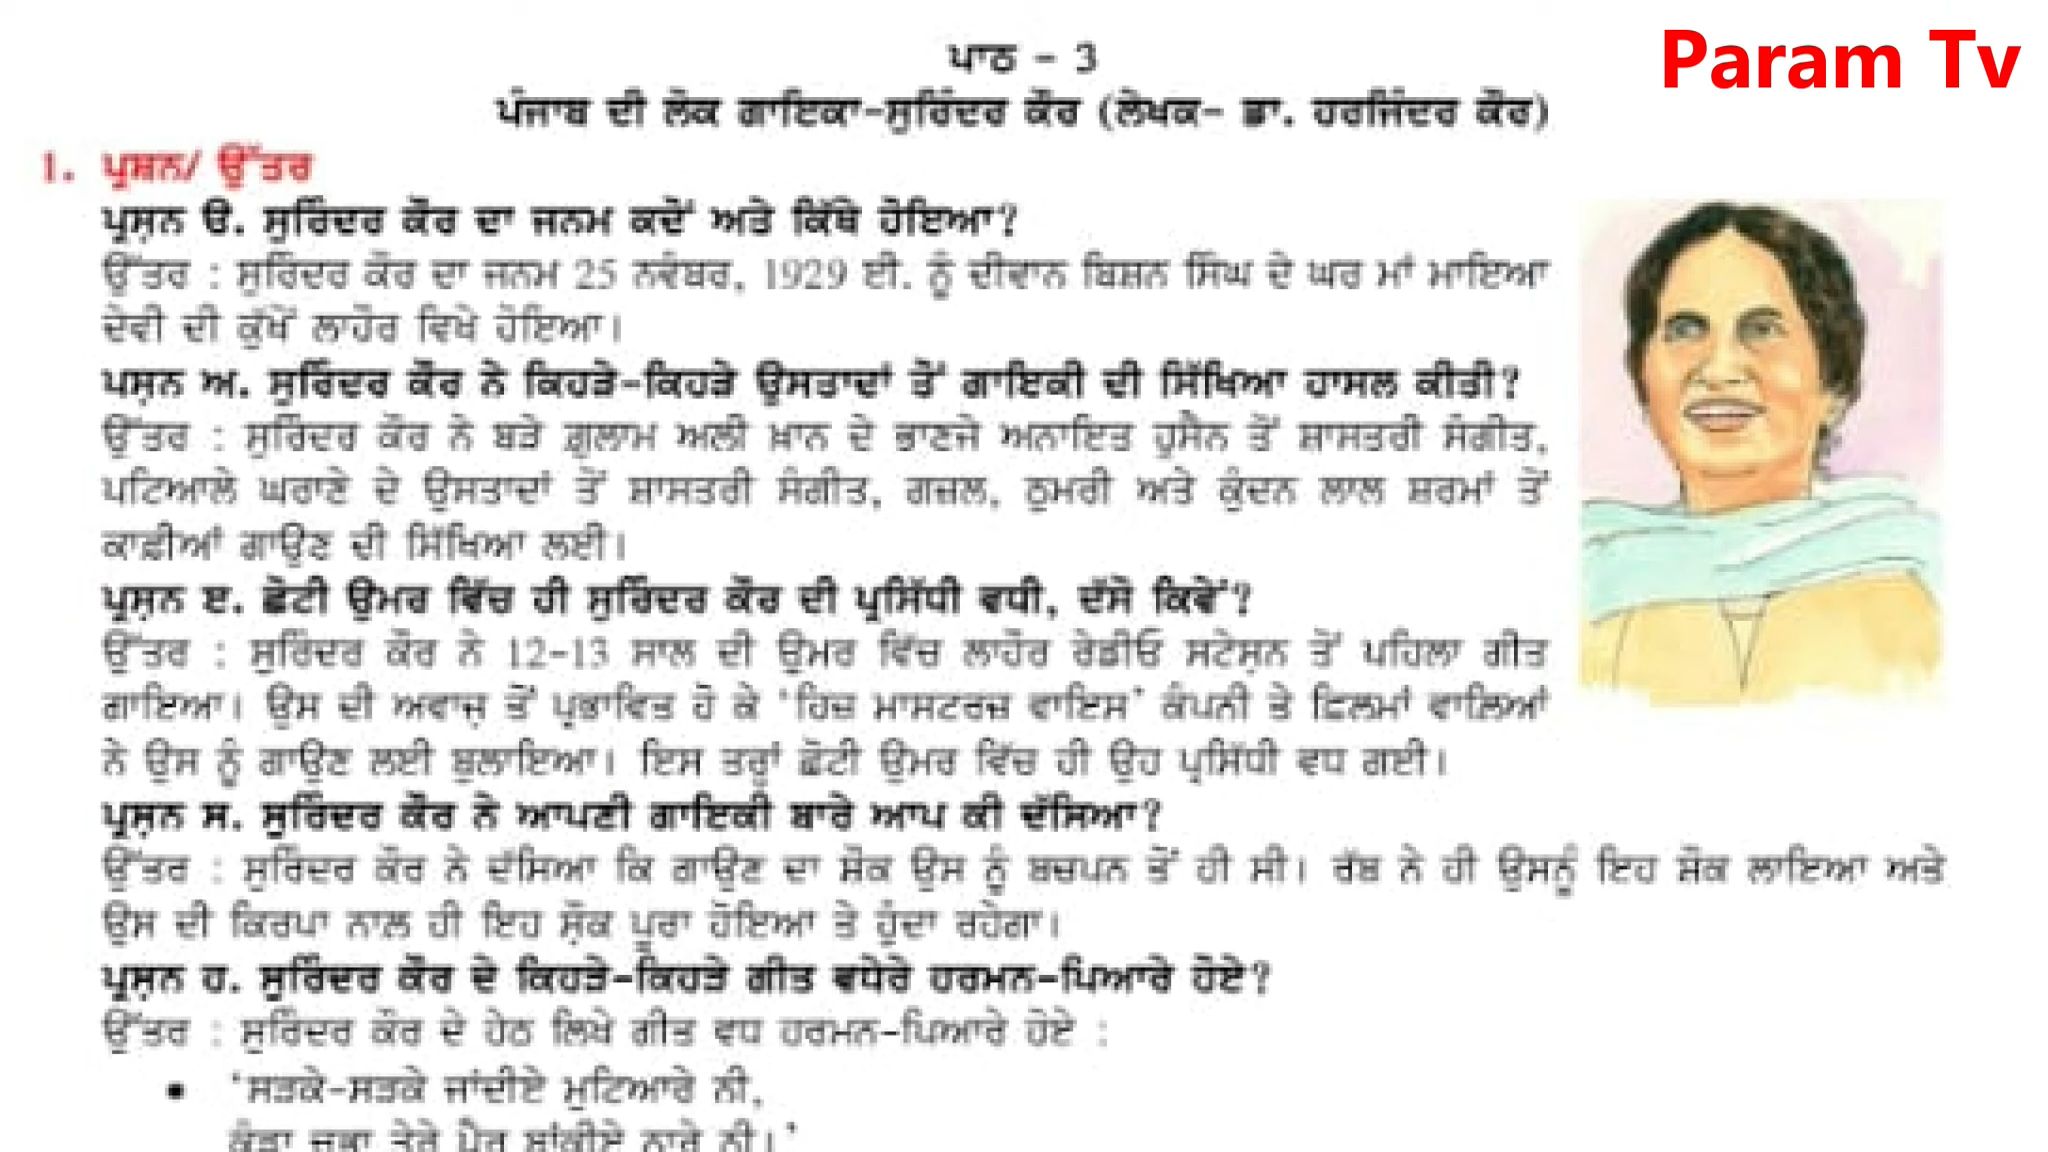 Param Tv
ਪਾਠ - 3
ਪੰਜਾਬ ਦੀ ਲੋਕ ਗਾਇਕਾ-ਸੁਰਿੰਦਰ ਕੌਰ (ਲੇਖਕ- ਡਾ. ਹਰਜਿੰਦਰ ਕੌਰ)
1. ਪ੍ਰਸ਼ਨ/ ਉੱਤਰ
ਪ੍ਰਸ਼ਨ ੳ. ਸੁਰਿੰਦਰ ਕੌਰ ਦਾ ਜਨਮ ਕਦੋਂ ਅਤੇ ਕਿੱਥੇ ਹੋਇਆ?
ਉੱਤਰ : ਸੁਰਿੰਦਰ ਕੌਰ ਦਾ ਜਨਮ 25 ਨਵੰਬਰ, 1929 ਈ. ਨੂੰ ਦੀਵਾਨ ਬਿਸ਼ਨ ਸਿੰਘ ਦੇ ਘਰ ਮਾਂ ਮਾਇਆ
ਦੇਵੀ ਦੀ ਕੁੱਖੋਂ ਲਾਹੌਰ ਵਿਖੇ ਹੋਇਆ।
ਪਸ਼ਨ ਅ. ਸੁਰਿੰਦਰ ਕੌਰ ਨੇ ਕਿਹੜੇ-ਕਿਹੜੇ ਉਸਤਾਦਾਂ ਤੋਂ ਗਾਇਕੀ ਦੀ ਸਿੱਖਿਆ ਹਾਸਲ ਕੀਤੀ?
ਉੱਤਰ : ਸੁਰਿੰਦਰ ਕੌਰ ਨੇ ਬੜੇ ਗ਼ੁਲਾਮ ਅਲੀ ਖ਼ਾਨ ਦੇ ਭਾਣਜੇ ਅਨਾਇਤ ਹੁਸੈਨ ਤੋਂ ਸ਼ਾਸਤਰੀ ਸੰਗੀਤ,
ਪਟਿਆਲੇ ਘਰਾਣੇ ਦੇ ਉਸਤਾਦਾਂ ਤੋਂ ਸ਼ਾਸਤਰੀ ਸੰਗੀਤ, ਗਜ਼ਲ, ਠੁਮਰੀ ਅਤੇ ਕੁੰਦਨ ਲਾਲ ਸ਼ਰਮਾਂ ਤੋਂ
ਕਾਫ਼ੀਆਂ ਗਾਉਣ ਦੀ ਸਿੱਖਿਆ ਲਈ।
ਪ੍ਰਸ਼ਨ ੲ. ਛੋਟੀ ਉਮਰ ਵਿੱਚ ਹੀ ਸੁਰਿੰਦਰ ਕੌਰ ਦੀ ਪ੍ਰਸਿੱਧੀ ਵਧੀ, ਦੱਸੋ ਕਿਵੇਂ?
ਉੱਤਰ : ਸੁਰਿੰਦਰ ਕੌਰ ਨੇ 12-13 ਸਾਲ ਦੀ ਉਮਰ ਵਿੱਚ ਲਾਹੌਰ ਰੇਡੀਓ ਸਟੇਸ਼ਨ ਤੋਂ ਪਹਿਲਾ ਗੀਤ
ਗਾਇਆ। ਉਸ ਦੀ ਅਵਾਜ਼ ਤੋਂ ਪ੍ਰਭਾਵਿਤ ਹੋ ਕੇ 'ਹਿਜ਼ ਮਾਸਟਰਜ਼ ਵਾਇਸ' ਕੰਪਨੀ ਤੇ ਫ਼ਿਲਮਾਂ ਵਾਲਿਆਂ
ਨੇ ਉਸ ਨੂੰ ਗਾਉਣ ਲਈ ਬੁਲਾਇਆ। ਇਸ ਤਰ੍ਹਾਂ ਛੋਟੀ ਉਮਰ ਵਿੱਚ ਹੀ ਉਹ ਪ੍ਰਸਿੱਧੀ ਵਧ ਗਈ।
ਪ੍ਰਸ਼ਨ ਸ. ਸੁਰਿੰਦਰ ਕੌਰ ਨੇ ਆਪਣੀ ਗਾਇਕੀ ਬਾਰੇ ਆਪ ਕੀ ਦੱਸਿਆ?
ਉੱਤਰ : ਸੁਰਿੰਦਰ ਕੌਰ ਨੇ ਦੱਸਿਆ ਕਿ ਗਾਉਣ ਦਾ ਸ਼ੌਕ ਉਸ ਨੂੰ ਬਚਪਨ ਤੋਂ ਹੀ ਸੀ। ਰੱਬ ਨੇ ਹੀ ਉਸਨੂੰ ਇਹ ਸ਼ੌਕ ਲਾਇਆ ਅਤੇ
ਉਸ ਦੀ ਕਿਰਪਾ ਨਾਲ ਹੀ ਇਹ ਸ਼ੌਕ ਪੂਰਾ ਹੋਇਆ ਤੇ ਹੁੰਦਾ ਰਹੇਗਾ।
ਪ੍ਰਸ਼ਨ ਹ. ਸੁਰਿੰਦਰ ਕੌਰ ਦੇ ਕਿਹੜੇ-ਕਿਹੜੇ ਗੀਤ ਵਧੇਰੇ ਹਰਮਨ-ਪਿਆਰੇ ਹੋਏ?
ਉੱਤਰ : ਸੁਰਿੰਦਰ ਕੌਰ ਦੇ ਹੇਠ ਲਿਖੇ ਗੀਤ ਵਧ ਹਰਮਨ-ਪਿਆਰੇ ਹੋਏ :
• 'ਸੜਕੇ-ਸੜਕੇ ਜਾਂਦੀਏ ਮੁਟਿਆਰੇ ਨੀ,
ਕੰਡਾ ਚੁਭਾ ਤੇਰੇ ਪੈਰ ਬਾਂਕੀਏ ਨਾਰੇ ਨੀ।'